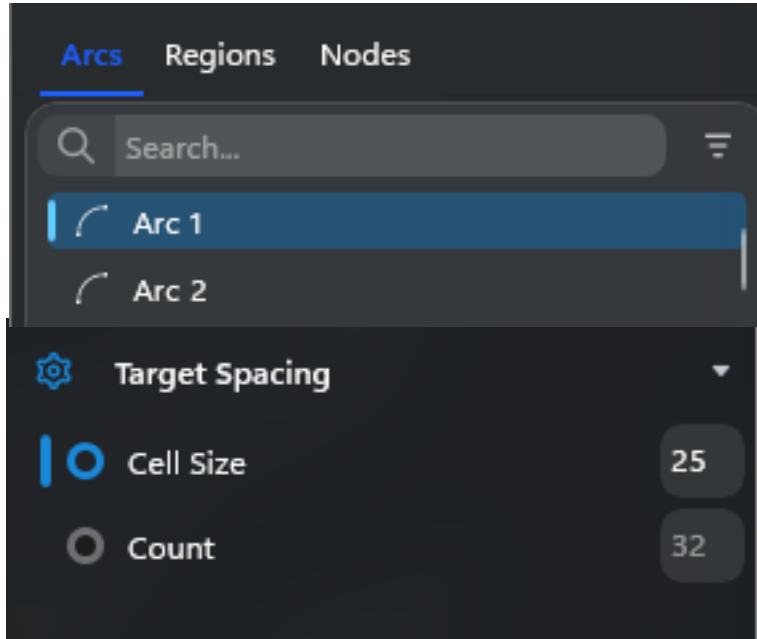 Arcs Regions Nodes
Search...
Arc 1
Arc 2
Target Spacing
Cell Size 25
Count 32